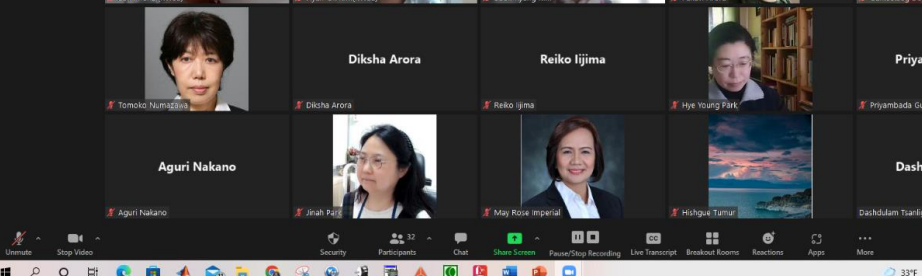 Tomoko Numazawa
Diksha Arora
Diksha Arora
Reiko Iijima
Reiko Iijima
Hye Young Park
Priya
Priyambada Gu
Aguri Nakano
Aguri Nakano
Jinah Park
May Rose Imperial
Hishgue Tumur
Dash
Dashdulam Tsanli
Unmute
Stop Video
Security
32
Participants
Chat
Share Screen
Pause/Stop Recording
CC
Live Transcript
Breakout Rooms
Reactions
Apps
More
33°F